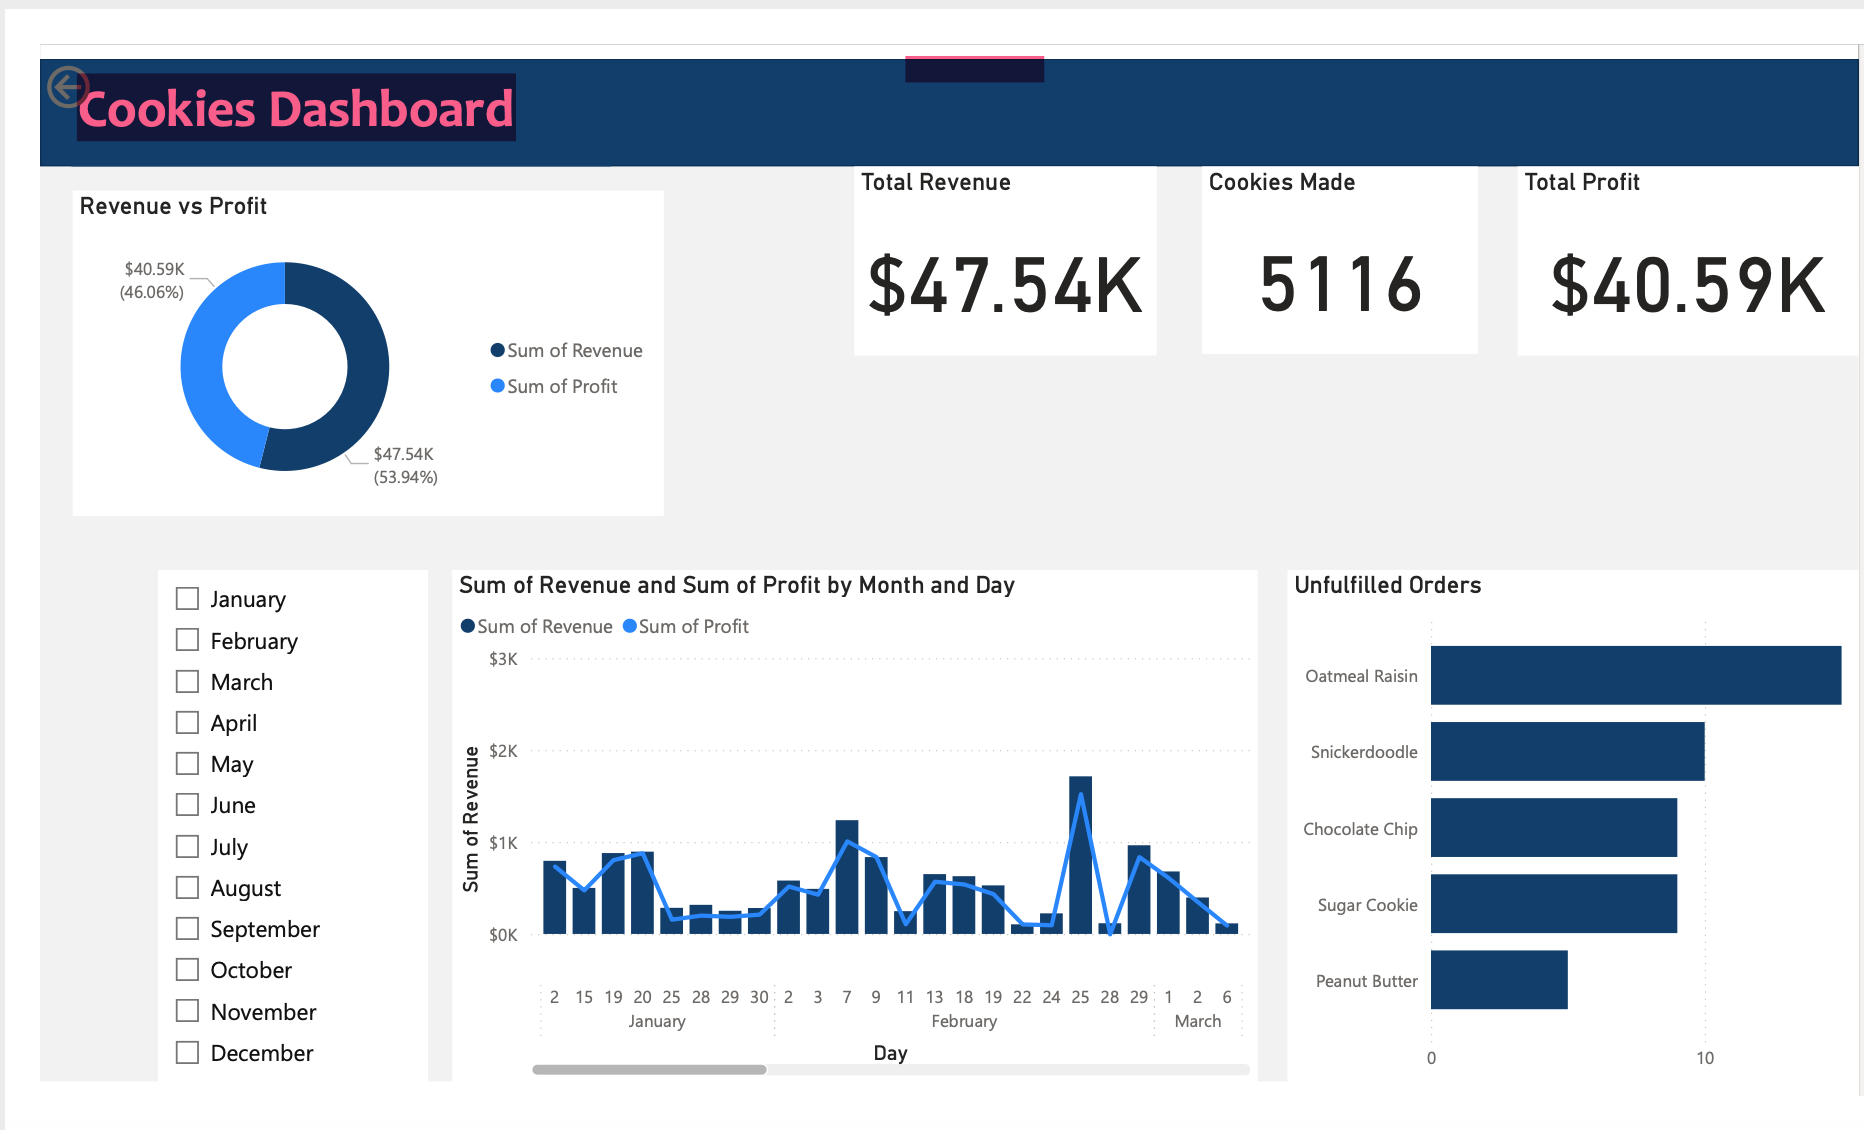 Cookies Dashboard
Total Revenue
Cookies Made
Total Profit
$47.54K
5116
$40.59K
Revenue vs Profit
$40.59K
(46.06%)
Sum of Revenue
Sum of Profit
$47.54K
(53.94%)
January
February
March
April
May
June
July
August
September
October
November
December
Sum of Revenue and Sum of Profit by Month and Day
Sum of Revenue Sum of Profit
$3K
$2K
$1K
$0K
Sum of Revenue
2 15 19 20 25 28 29 30 2 3 7 9 11 13 18 19 22 24 25 28 29 1 2 6
January February March
Day
Unfulfilled Orders
Oatmeal Raisin
Snickerdoodle
Chocolate Chip
Sugar Cookie
Peanut Butter
0 10